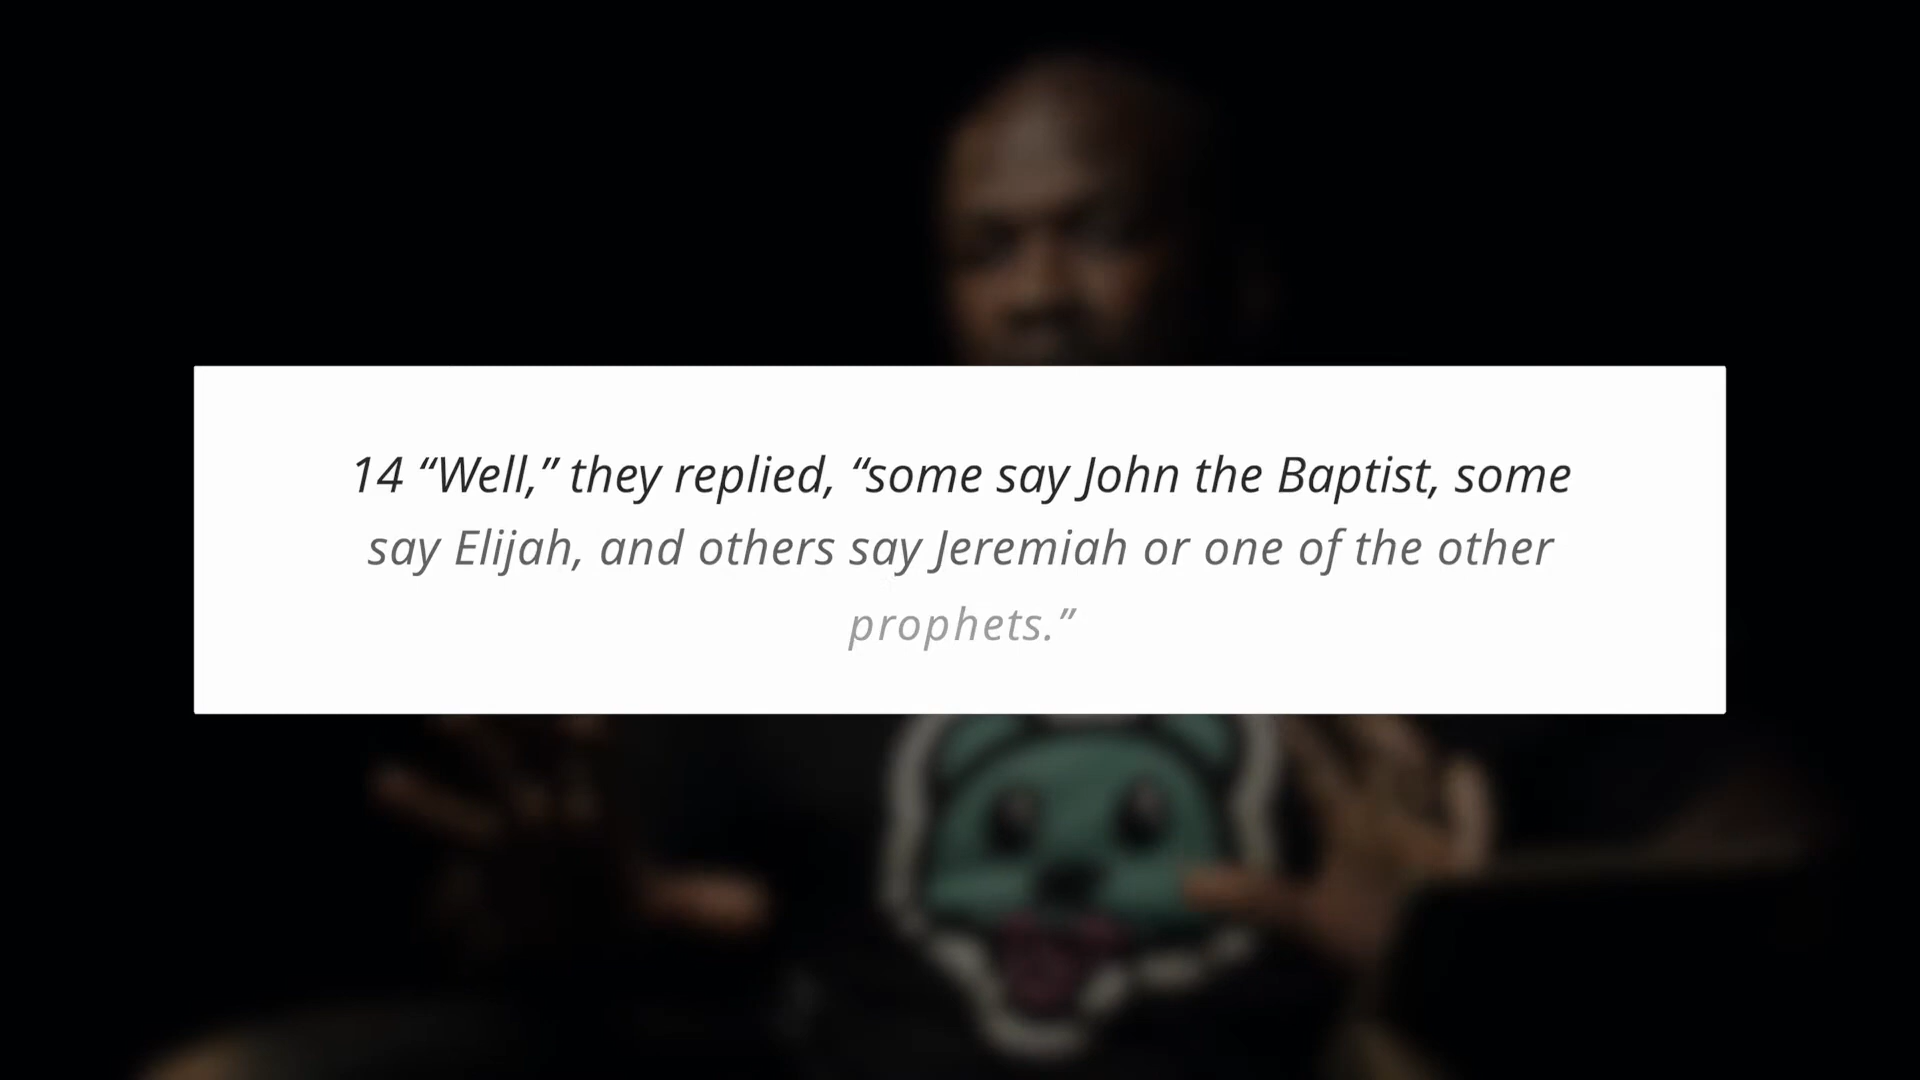 14 “Well,” they replied, “some say John the Baptist, some
say Elijah, and others say Jeremiah or one of the other
prophets.”